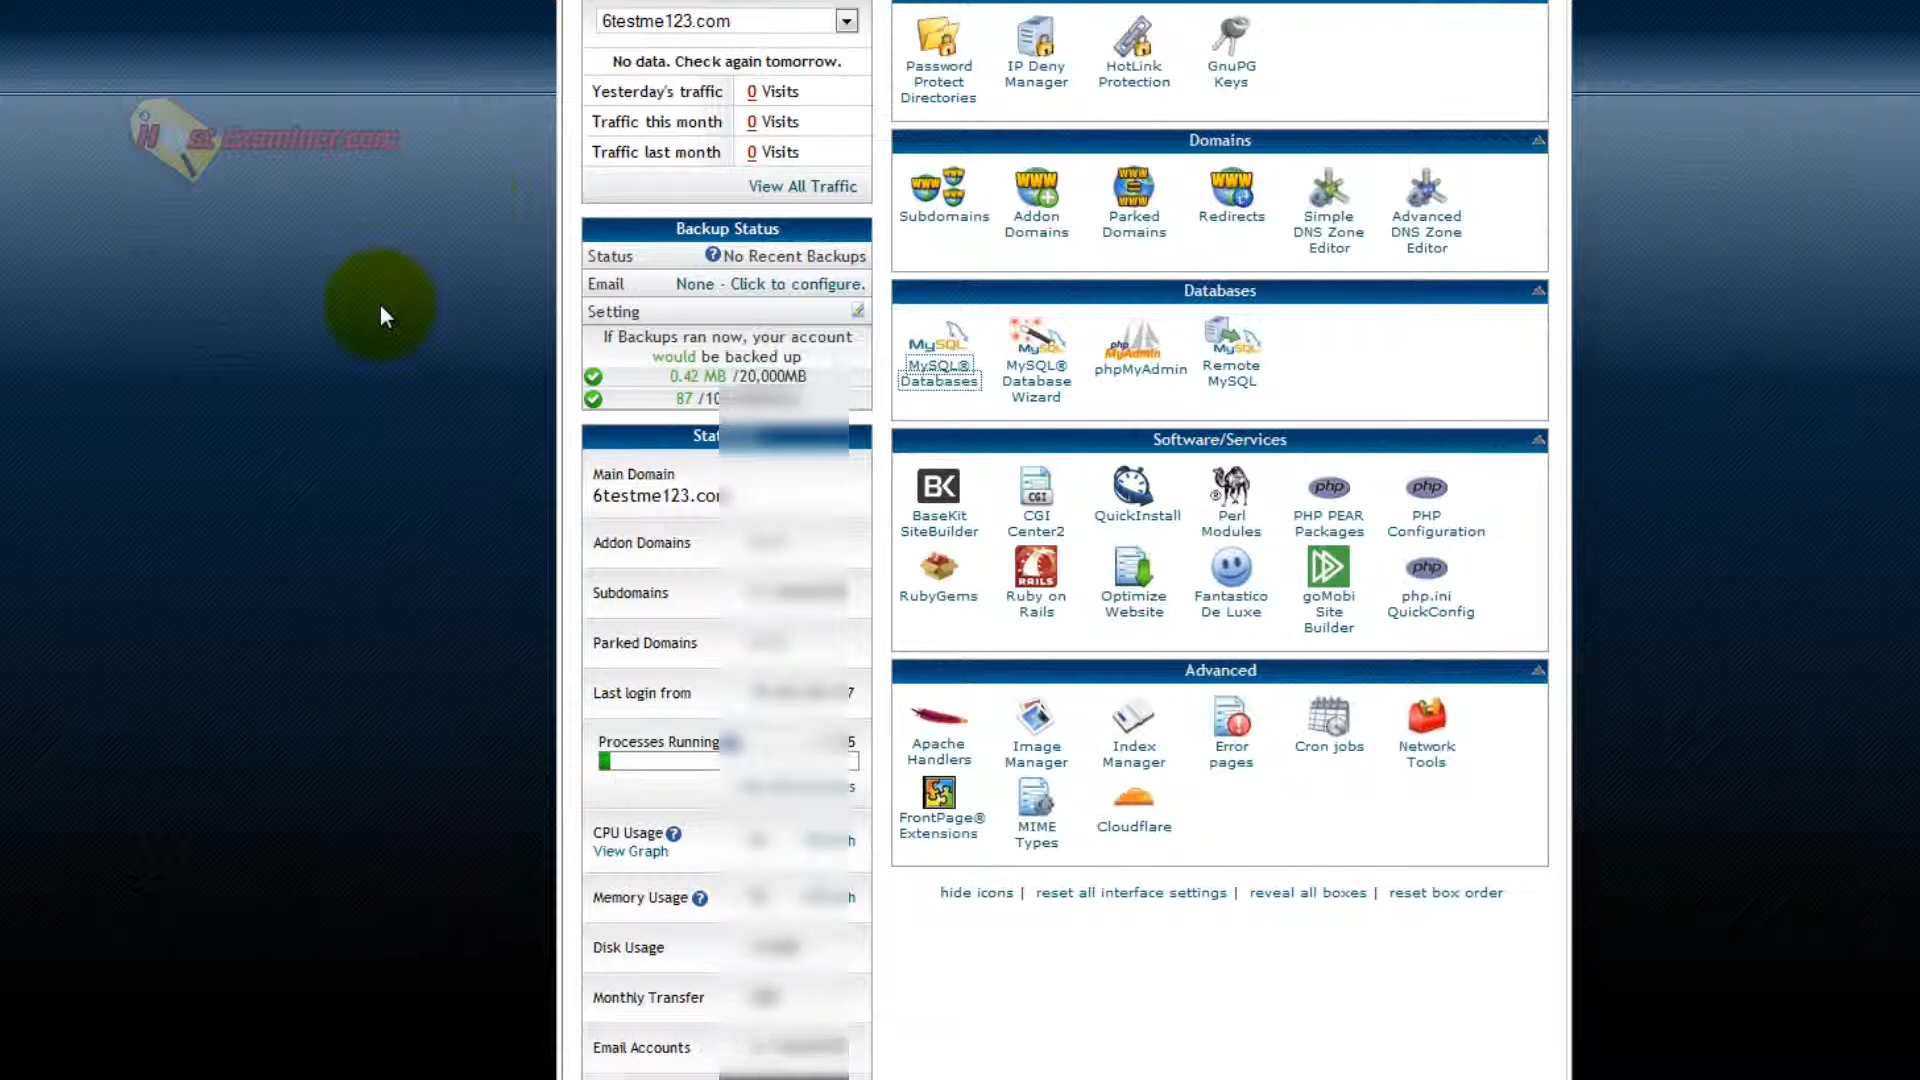 6testme123.com
No data. Check again tomorrow.
Yesterday's traffic 0 Visits
Traffic this month 0 Visits
Traffic last month 0 Visits
View All Traffic
Backup Status
Status No Recent Backups
Email None - Click to configure.
Setting
If Backups ran now, your account
would be backed up
0.42 MB /20,000MB
87 /10
Main Domain
6testme123.com
Addon Domains
Subdomains
Parked Domains
Last login from 7
Processes Running 5
s
CPU Usage h
View Graph
Memory Usage h
Disk Usage
Monthly Transfer
Email Accounts
Password
Protect
Directories
IP Deny
Manager
HotLink
Protection
GnuPG
Keys
Domains
Subdomains
Addon
Domains
Parked
Domains
Redirects
Simple
DNS Zone
Editor
Advanced
DNS Zone
Editor
Databases
MySQL®
Databases
MySQL®
Database
Wizard
phpMyAdmin
Remote
MySQL
Software/Services
BK
BaseKit
SiteBuilder
CGI
CGI
Center2
QuickInstall
Perl
Modules
php
PHP PEAR
Packages
php
PHP
Configuration
RubyGems
RAILS
Ruby on
Rails
Optimize
Website
Fantastico
De Luxe
goMobi
Site
Builder
php
php.ini
QuickConfig
Advanced
Apache
Handlers
Image
Manager
Index
Manager
Error
pages
Cron jobs
Network
Tools
FrontPage®
Extensions
MIME
Types
Cloudflare
hide icons | reset all interface settings | reveal all boxes | reset box order